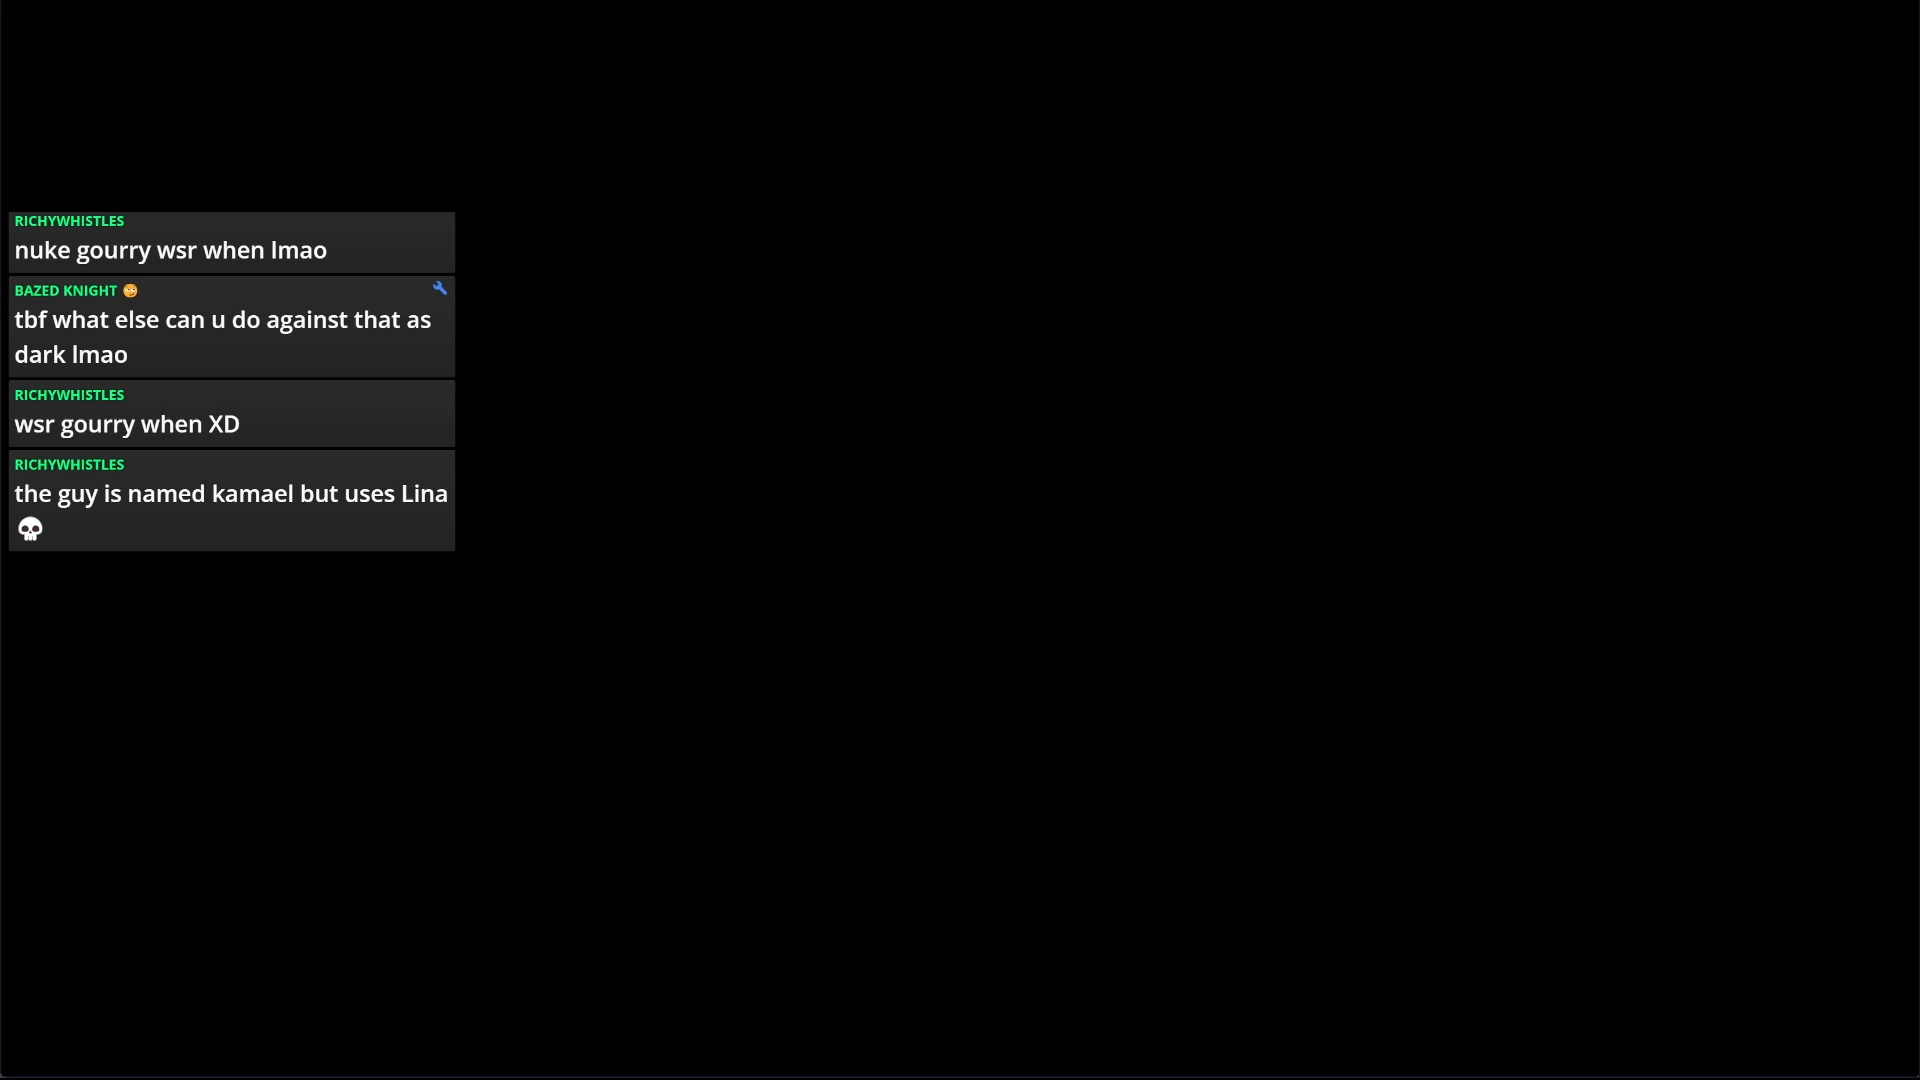 RICHYWHISTLES
nuke gourry wsr when lmao
BAZED KNIGHT
tbf what else can u do against that as
dark lmao
RICHYWHISTLES
wsr gourry when XD
RICHYWHISTLES
the guy is named kamael but uses Lina
💀